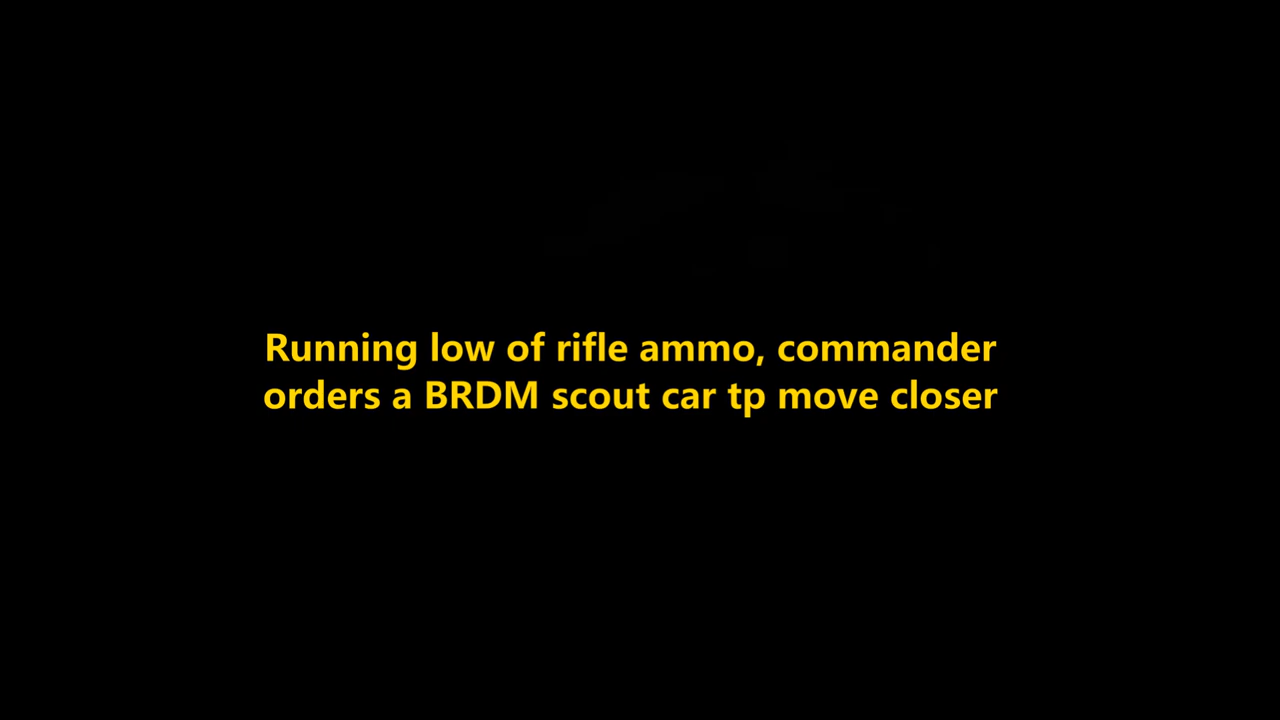 Running low of rifle ammo, commander
orders a BRDM scout car tp move closer